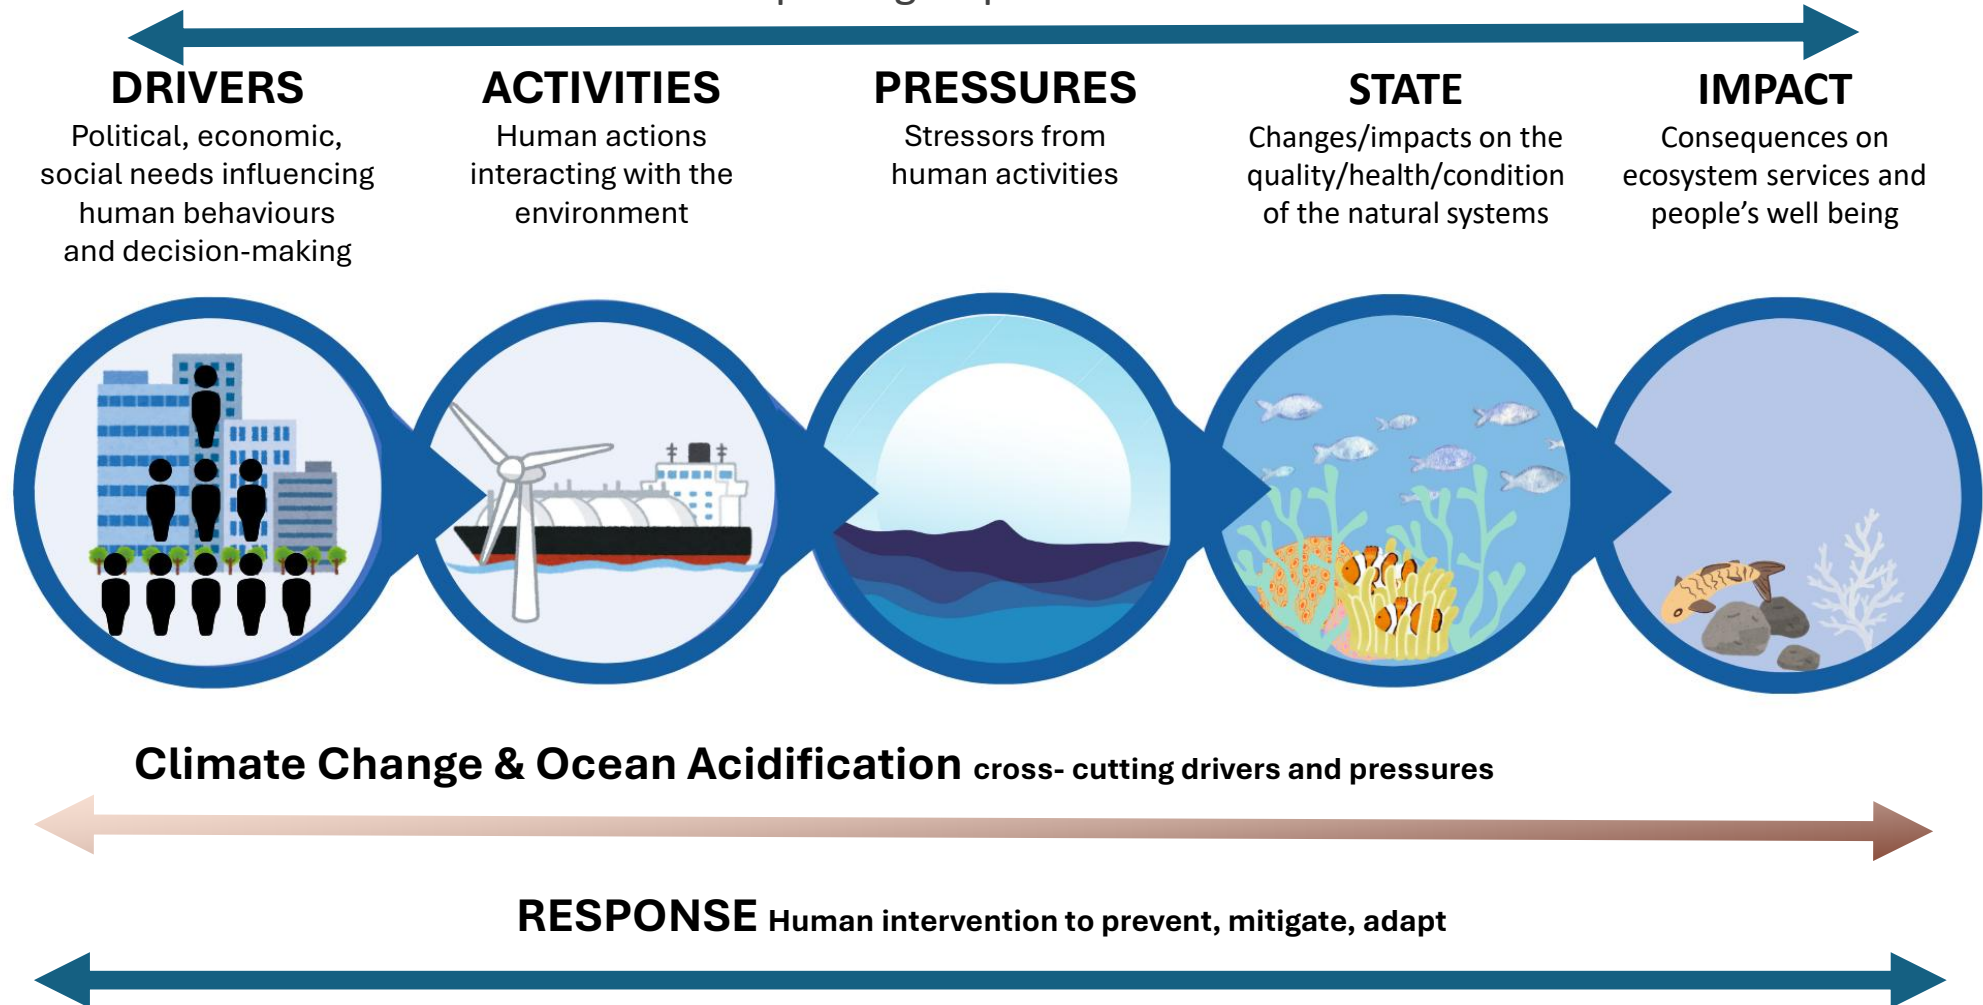 DRIVERS
Political, economic,
social needs influencing
human behaviours
and decision-making
ACTIVITIES
Human actions
interacting with the
environment
PRESSURES
Stressors from
human activities
STATE
Changes/impacts on the
quality/health/condition
of the natural systems
IMPACT
Consequences on
ecosystem services and
people’s well being
Climate Change & Ocean Acidification cross- cutting drivers and pressures
RESPONSE Human intervention to prevent, mitigate, adapt